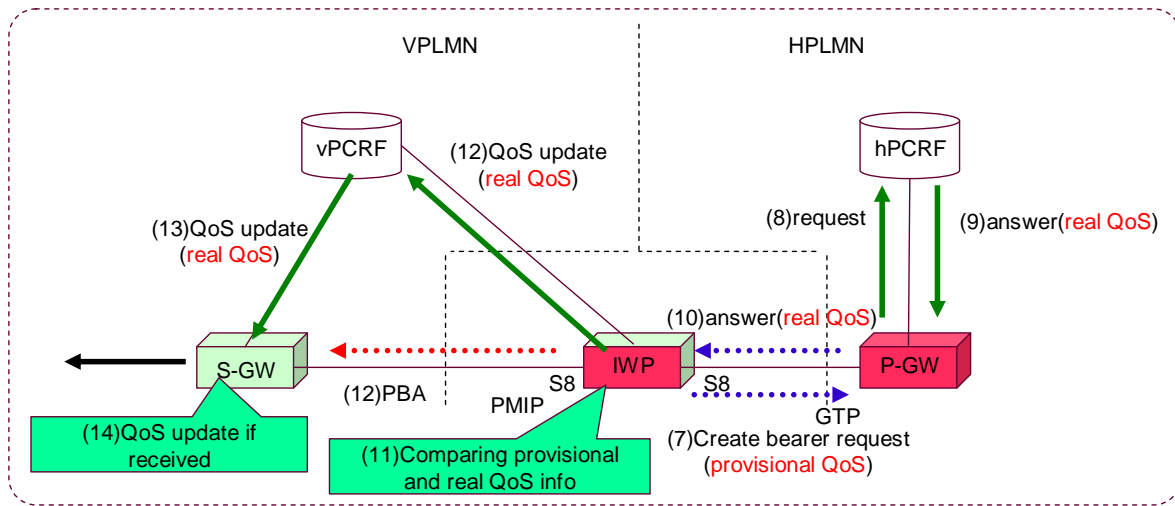 VPLMN
HPLMN
vPCRF
hPCRF
(12)QoS update
(real QoS)
(8)request
(9)answer(real QoS)
(13)QoS update
(real QoS)
(10)answer(real QoS)
S-GW
IWP
P-GW
(12)PBA
S8
S8
PMIP
GTP
(7)Create bearer request
(provisional QoS)
(14)QoS update if
received
(11)Comparing provisional
and real QoS info